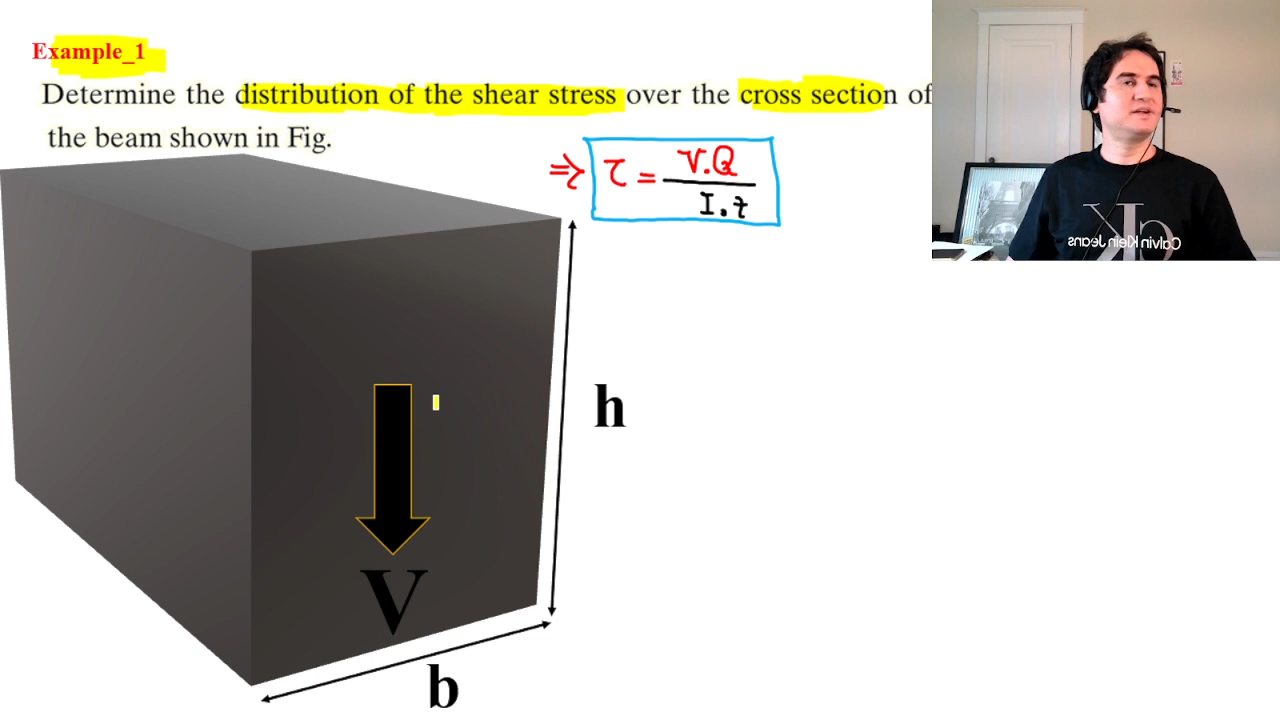 Example_1
Determine the distribution of the shear stress over the cross section of
the beam shown in Fig.
⇒ τ = V.Q / I.t
h
V
b
CK
Calvin Klein Jeans